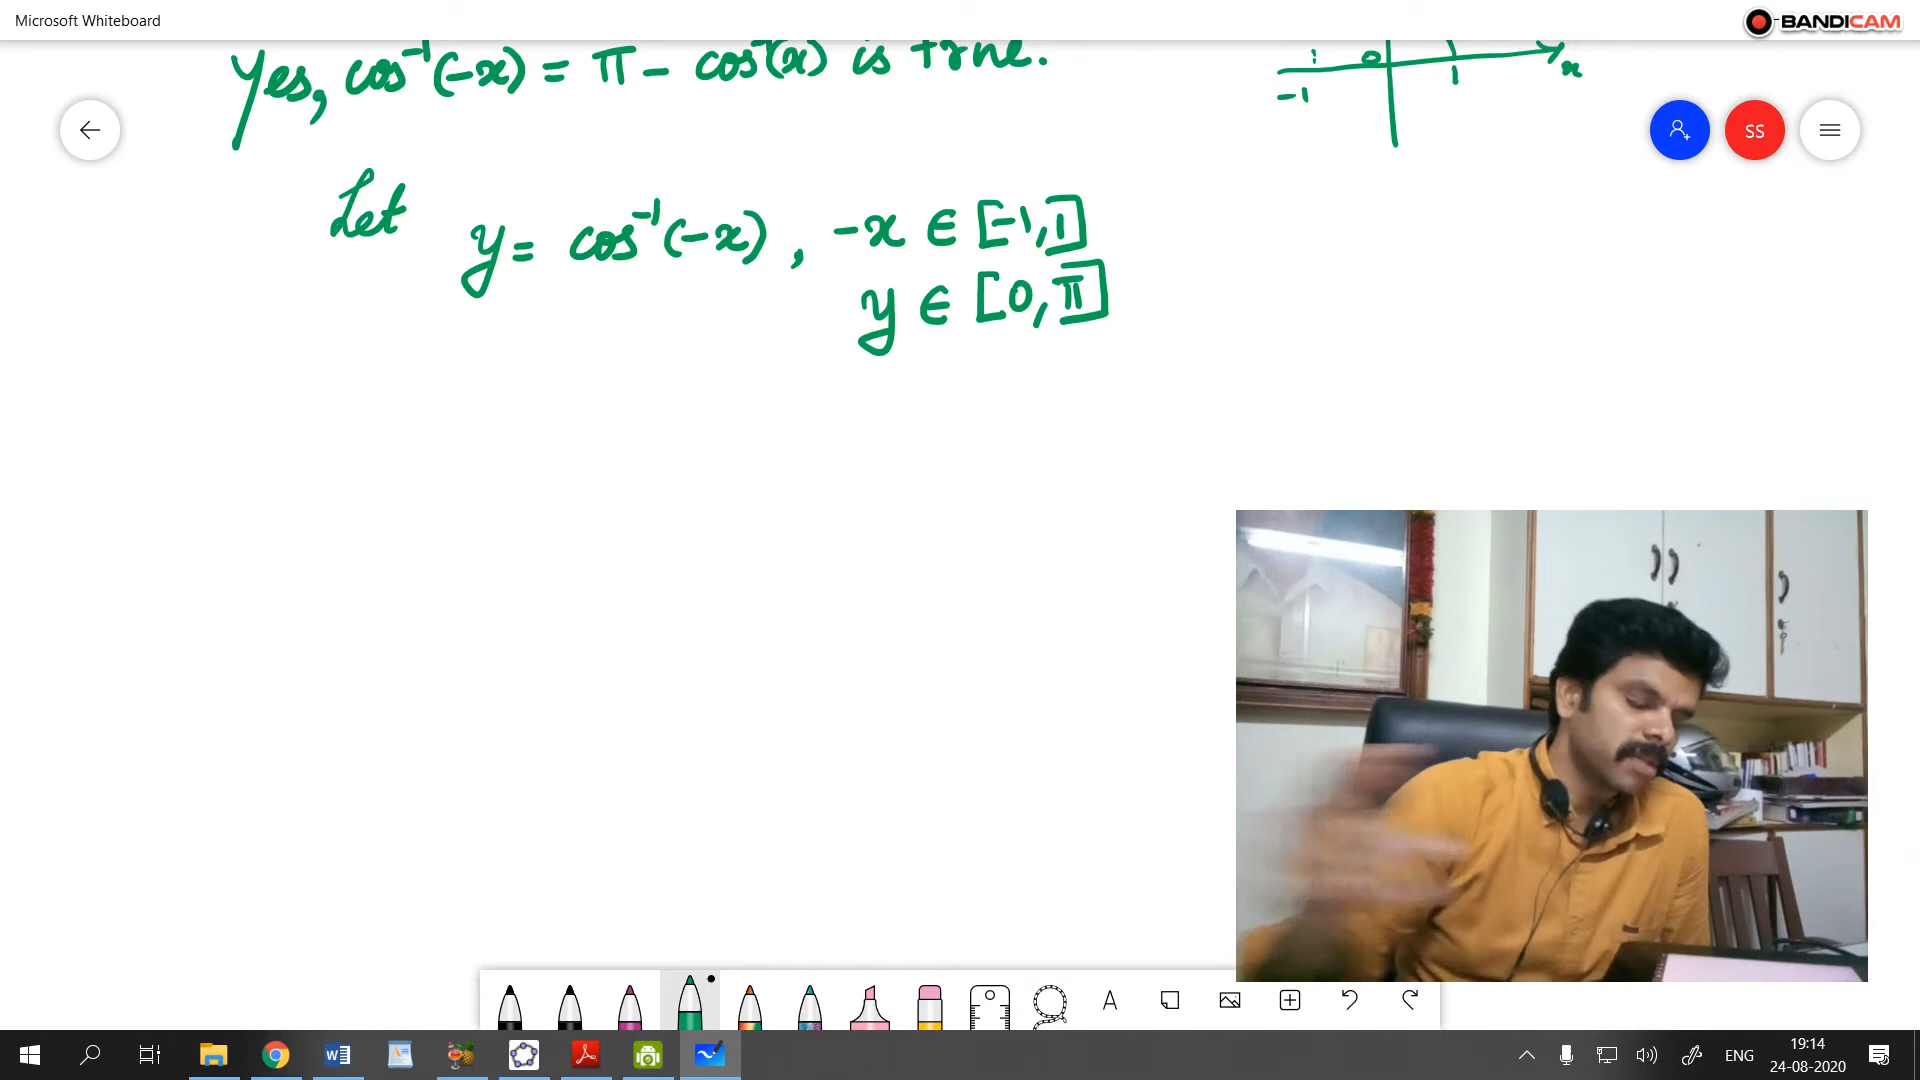 Microsoft Whiteboard
BANDICAM
Yes, cos⁻¹(-x) = π - cos⁻¹(x) is true.
-1 0 1 x
SS
Let y = cos⁻¹(-x), -x ∈ [-1,1]
y ∈ [0,π]
A
W
ENG
19:14
24-08-2020